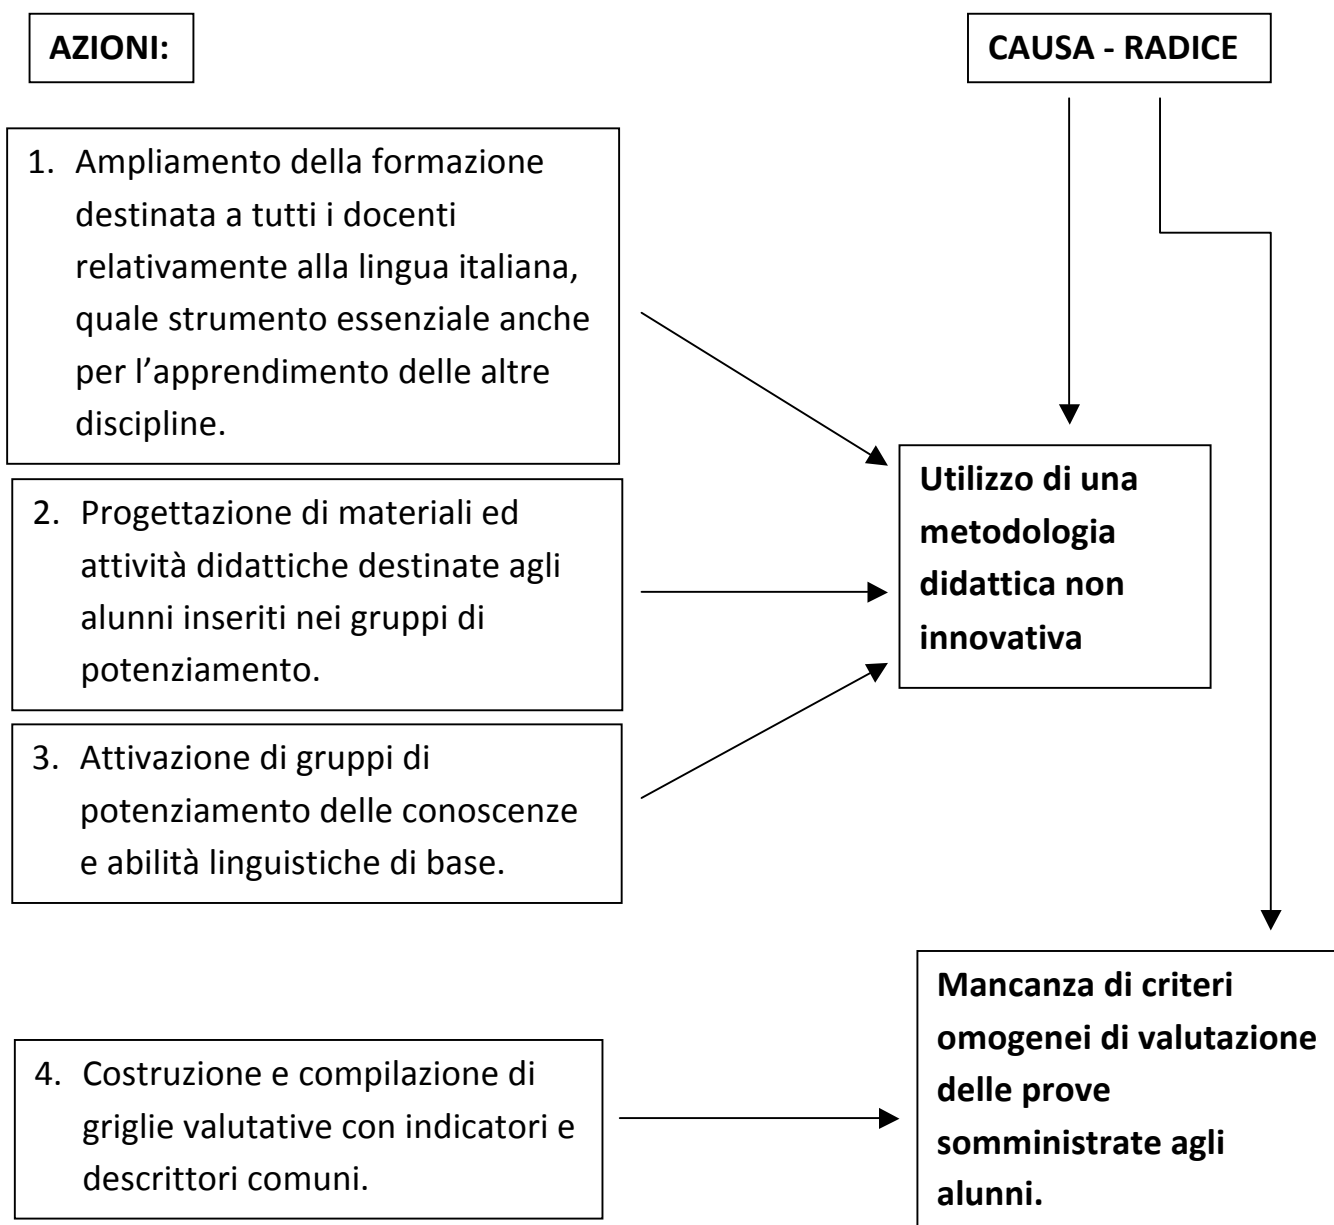 AZIONI:
CAUSA - RADICE
1. Ampliamento della formazione
destinata a tutti i docenti
relativamente alla lingua italiana,
quale strumento essenziale anche
per l’apprendimento delle altre
discipline.
2. Progettazione di materiali ed
attività didattiche destinate agli
alunni inseriti nei gruppi di
potenziamento.
3. Attivazione di gruppi di
potenziamento delle conoscenze
e abilità linguistiche di base.
Utilizzo di una
metodologia
didattica non
innovativa
4. Costruzione e compilazione di
griglie valutative con indicatori e
descrittori comuni.
Mancanza di criteri
omogenei di valutazione
delle prove
somministrate agli
alunni.